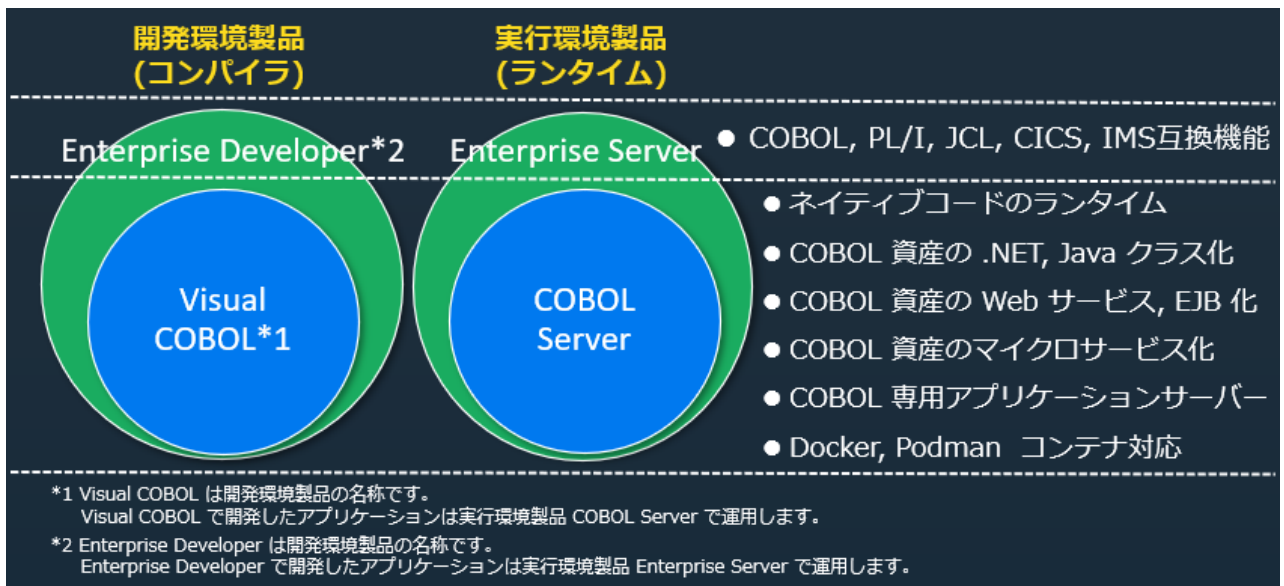 開発環境製品
(コンパイラ)
実行環境製品
(ランタイム)
Enterprise Developer*2
Enterprise Server
● COBOL, PL/I, JCL, CICS, IMS互換機能
Visual
COBOL*1
COBOL
Server
● ネイティブコードのランタイム
● COBOL 資産の .NET, Java クラス化
● COBOL 資産の Web サービス, EJB 化
● COBOL 資産のマイクロサービス化
● COBOL 専用アプリケーションサーバー
● Docker, Podman コンテナ対応
*1 Visual COBOL は開発環境製品の名称です。
Visual COBOL で開発したアプリケーションは実行環境製品 COBOL Server で運用します。
*2 Enterprise Developer は開発環境製品の名称です。
Enterprise Developer で開発したアプリケーションは実行環境製品 Enterprise Server で運用します。